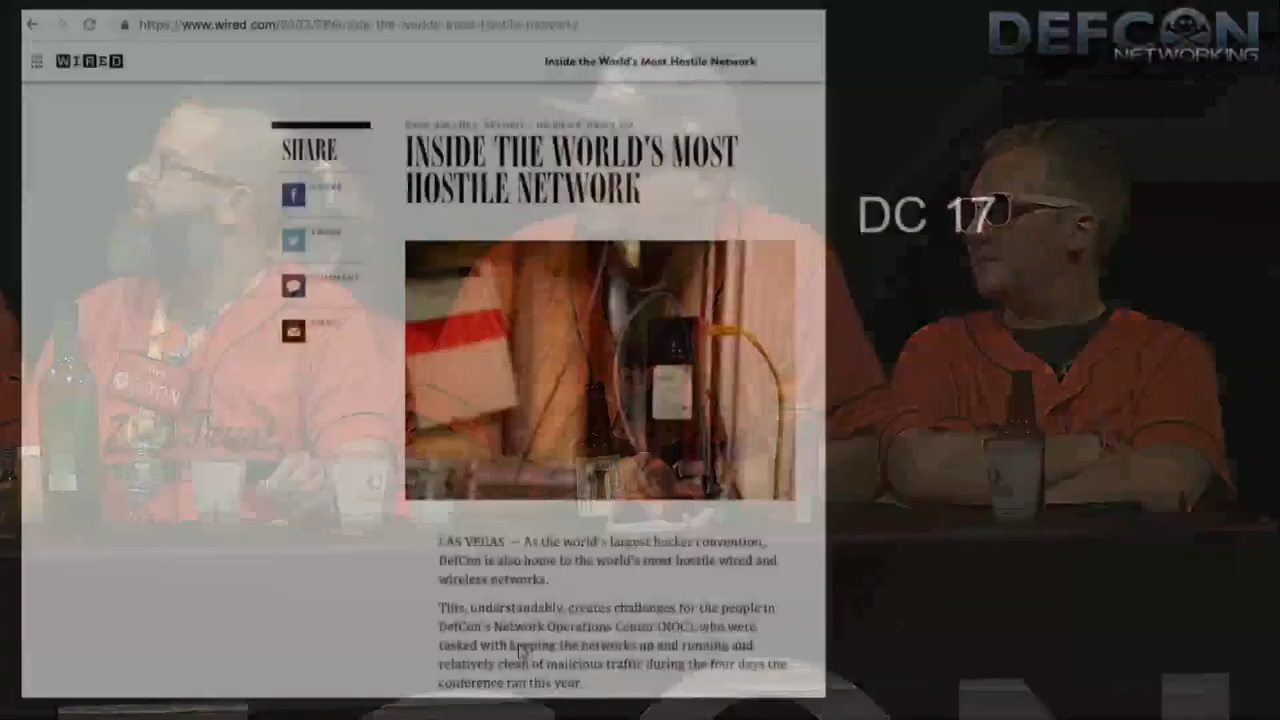 https://www.wired.com/
DEFCON
NETWORKING
WIRED
Inside the World's Most Hostile Network
SHARE
INSIDE THE WORLD'S MOST
HOSTILE NETWORK
DC 17
LAS VEGAS — As the world's largest hacker convention,
DefCon is also home to the world's most hostile wired and
wireless networks.
This, understandably, creates challenges for the people in
DefCon's Network Operations Center (NOC), who were
tasked with keeping the networks up and running and
relatively clean of malicious traffic during the four days the
conference ran this year.